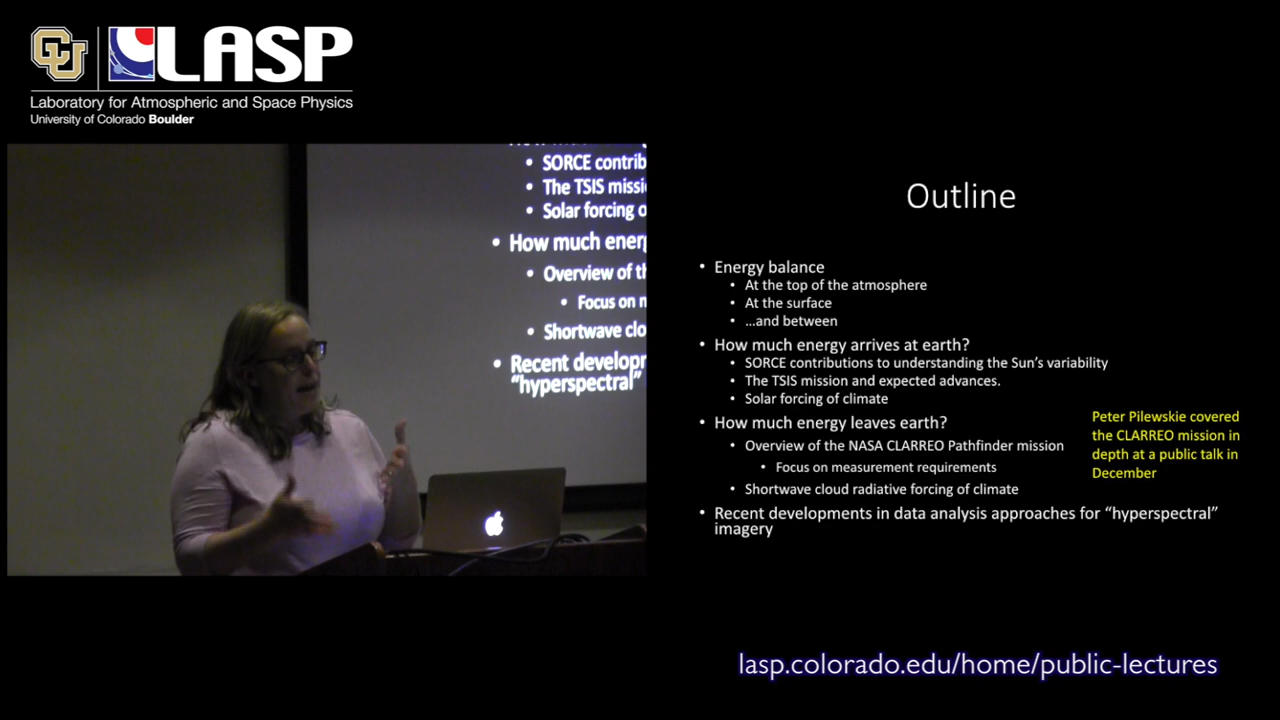 CU
LASP
Laboratory for Atmospheric and Space Physics
University of Colorado Boulder
• SORCE contrib
• The TSIS missi
• Solar forcing o
• How much energ
• Overview of th
• Focus on m
• Shortwave clo
• Recent developr
“hyperspectral”
Outline
• Energy balance
• At the top of the atmosphere
• At the surface
• …and between
• How much energy arrives at earth?
• SORCE contributions to understanding the Sun’s variability
• The TSIS mission and expected advances.
• Solar forcing of climate
• How much energy leaves earth?
• Overview of the NASA CLARREO Pathfinder mission
• Focus on measurement requirements
• Shortwave cloud radiative forcing of climate
• Recent developments in data analysis approaches for “hyperspectral”
imagery
Peter Pilewskie covered
the CLARREO mission in
depth at a public talk in
December
lasp.colorado.edu/home/public-lectures